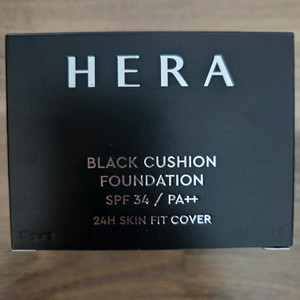 HERA
BLACK CUSHION
FOUNDATION
SPF 34 / PA++
24H SKIN FIT COVER